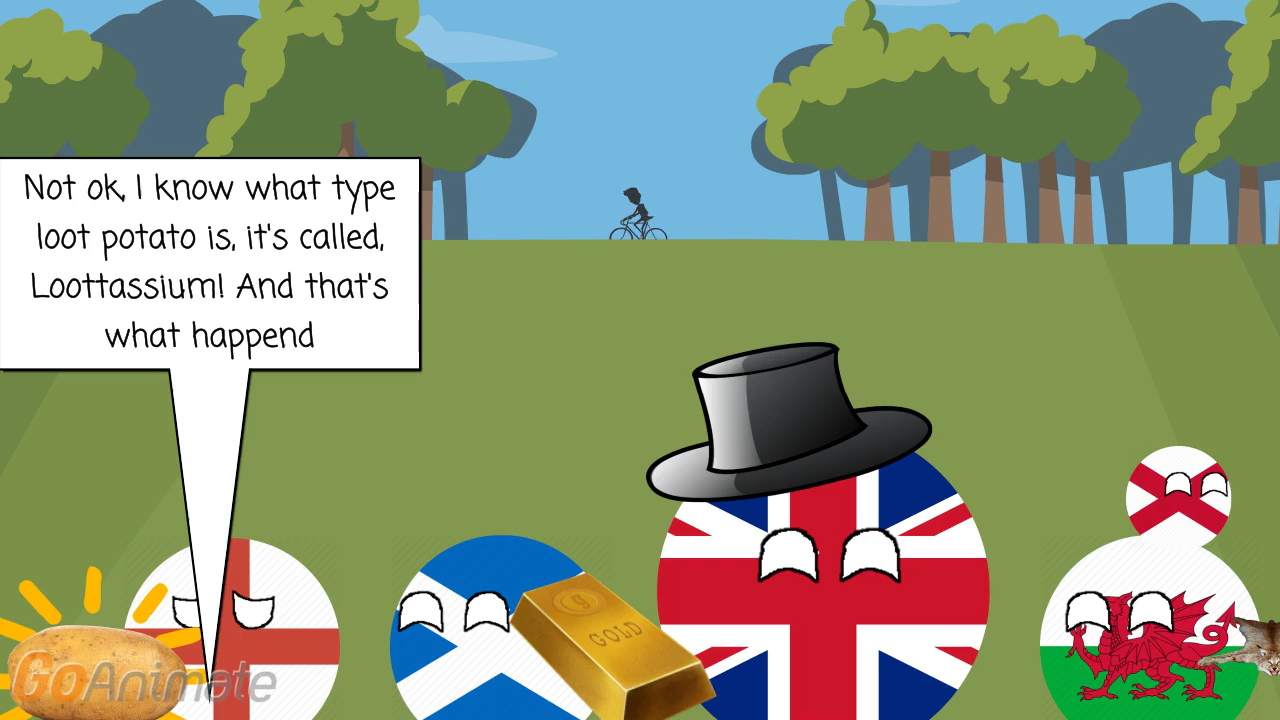 Not ok, I know what type
loot potato is, it's called,
Loottassium! And that's
what happend
GOLD
GoAnimate